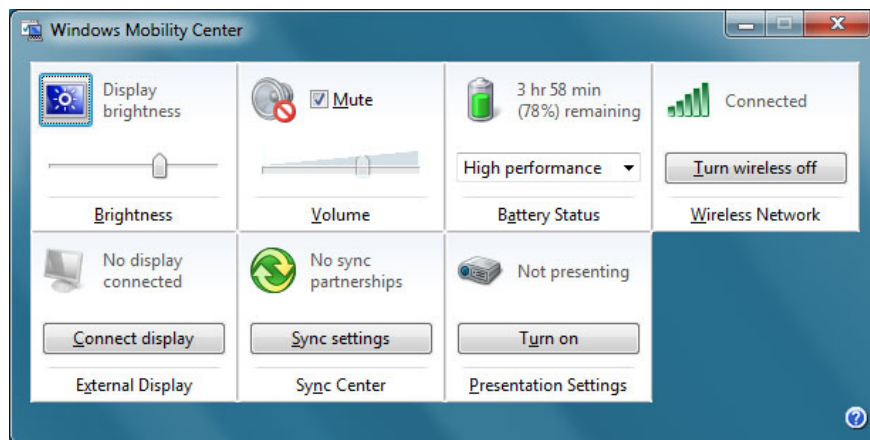 Windows Mobility Center
Display
brightness
Brightness
Mute
Volume
3 hr 58 min
(78%) remaining
High performance
Battery Status
Connected
Turn wireless off
Wireless Network
No display
connected
Connect display
External Display
No sync
partnerships
Sync settings
Sync Center
Not presenting
Turn on
Presentation Settings
?